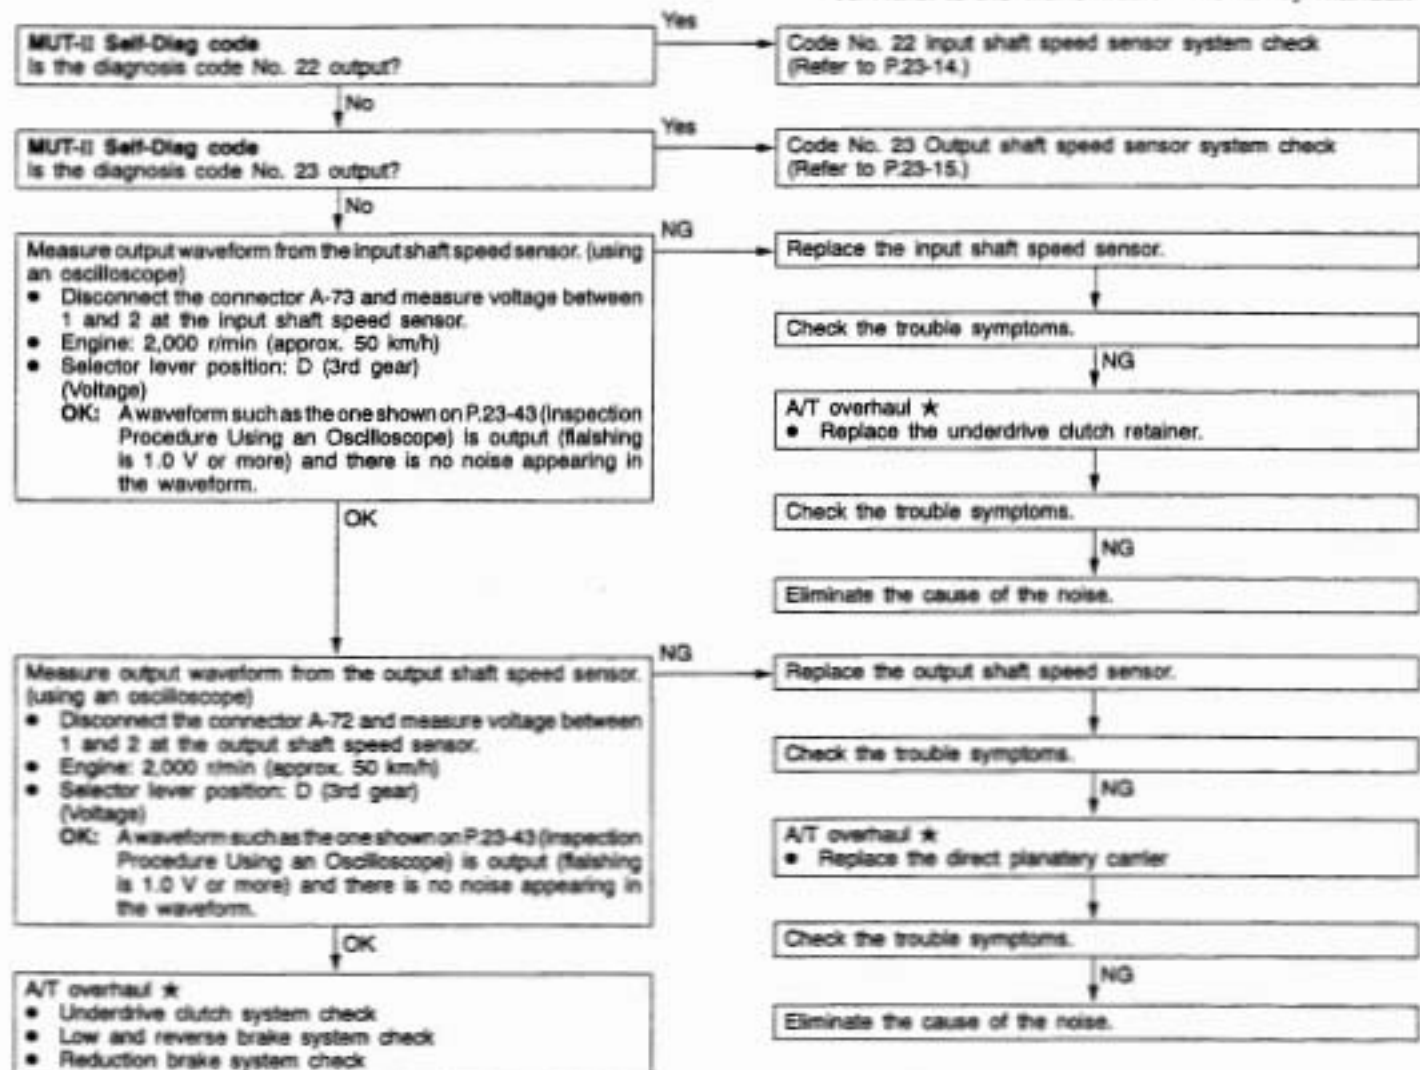 MUT-II Self-Diag code
Is the diagnosis code No. 22 output?
Yes
Code No. 22 Input shaft speed sensor system check
(Refer to P.23-14.)
No
MUT-II Self-Diag code
Is the diagnosis code No. 23 output?
Yes
Code No. 23 Output shaft speed sensor system check
(Refer to P.23-15.)
No
Measure output waveform from the input shaft speed sensor. (using
an oscilloscope)
● Disconnect the connector A-73 and measure voltage between
1 and 2 at the input shaft speed sensor.
● Engine: 2,000 r/min (approx. 50 km/h)
● Selector lever position: D (3rd gear)
(Voltage)
OK: A waveform such as the one shown on P.23-43 (Inspection
Procedure Using an Oscilloscope) is output (flaishing
is 1.0 V or more) and there is no noise appearing in
the waveform.
NG
Replace the input shaft speed sensor.
Check the trouble symptoms.
NG
A/T overhaul ★
● Replace the underdrive clutch retainer.
Check the trouble symptoms.
NG
Eliminate the cause of the noise.
OK
Measure output waveform from the output shaft speed sensor.
(using an oscilloscope)
● Disconnect the connector A-72 and measure voltage between
1 and 2 at the output shaft speed sensor.
● Engine: 2,000 r/min (approx. 50 km/h)
● Selector lever position: D (3rd gear)
(Voltage)
OK: A waveform such as the one shown on P.23-43 (Inspection
Procedure Using an Oscilloscope) is output (flaishing
is 1.0 V or more) and there is no noise appearing in
the waveform.
NG
Replace the output shaft speed sensor.
Check the trouble symptoms.
NG
A/T overhaul ★
● Replace the direct planatery carrier
Check the trouble symptoms.
NG
Eliminate the cause of the noise.
OK
A/T overhaul ★
● Underdrive clutch system check
● Low and reverse brake system check
● Reduction brake system check